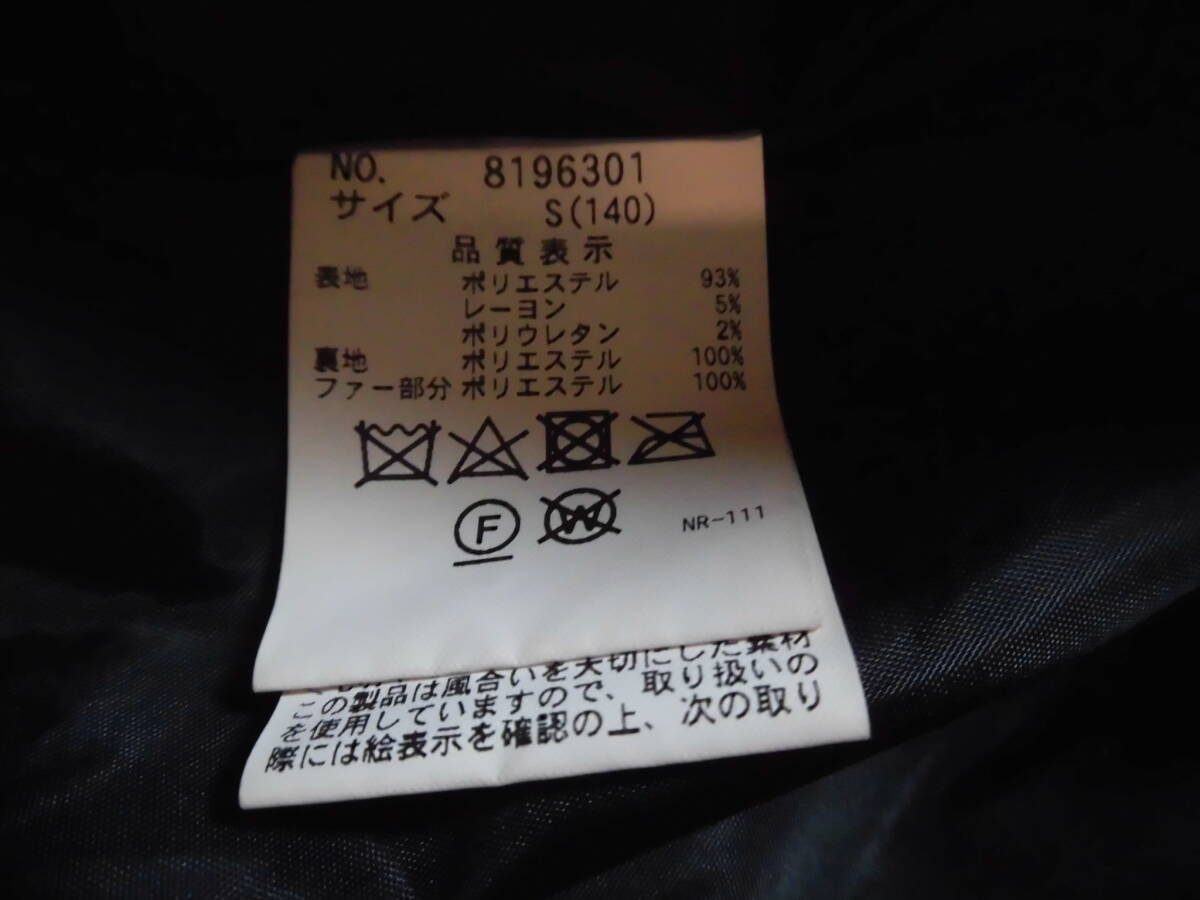 NO. 8196301
サイズ S(140)
品質表示
表地 ポリエステル 93%
レーヨン 5%
ポリウレタン 2%
裏地 ポリエステル 100%
ファー部分 ポリエステル 100%
F W NR-111
この製品は風合いを大切にした素材
を使用していますので、取り扱いの
際には絵表示を確認の上、次の取り